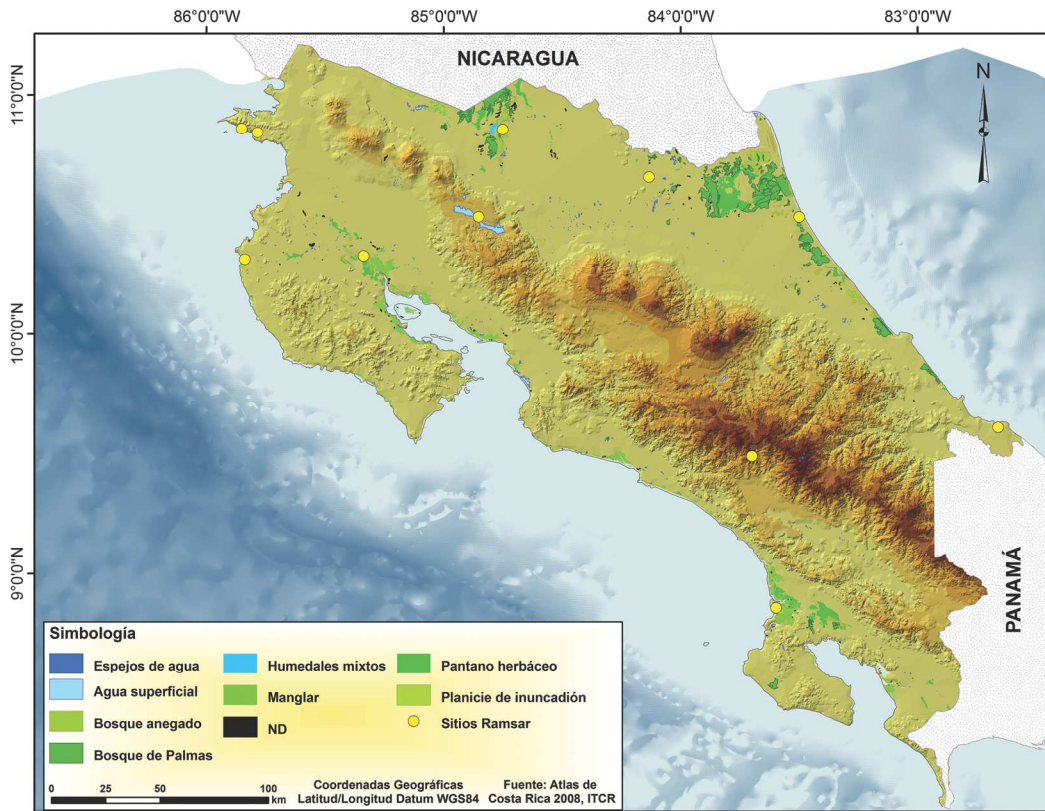 86°0'0"W
85°0'0"W
84°0'0"W
83°0'0"W
11°0'0"N
10°0'0"N
9°0'0"N
NICARAGUA
N
PANAMÁ
Simbología
Espejos de agua
Agua superficial
Bosque anegado
Bosque de Palmas
Humedales mixtos
Manglar
ND
Pantano herbáceo
Planicie de inuncadión
Sitios Ramsar
0 25 50 100
km
Coordenadas Geográficas
Latitud/Longitud Datum WGS84
Fuente: Atlas de
Costa Rica 2008, ITCR